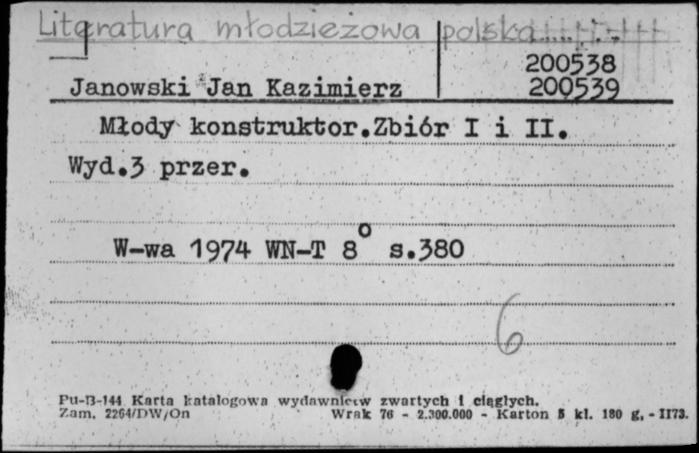 Literatura młodzieżowa polska
200538
Janowski Jan Kazimierz 200539
Młody konstruktor.Zbiór I i II.
Wyd.3 przer.
W-wa 1974 WN-T 8° s.380
6
Pu-B-144 Karta katalogowa wydawnictw zwartych i ciągłych.
Zam. 2264/DW/On Wrak 76 - 2.300.000 - Karton 5 kl. 180 g. - II73.